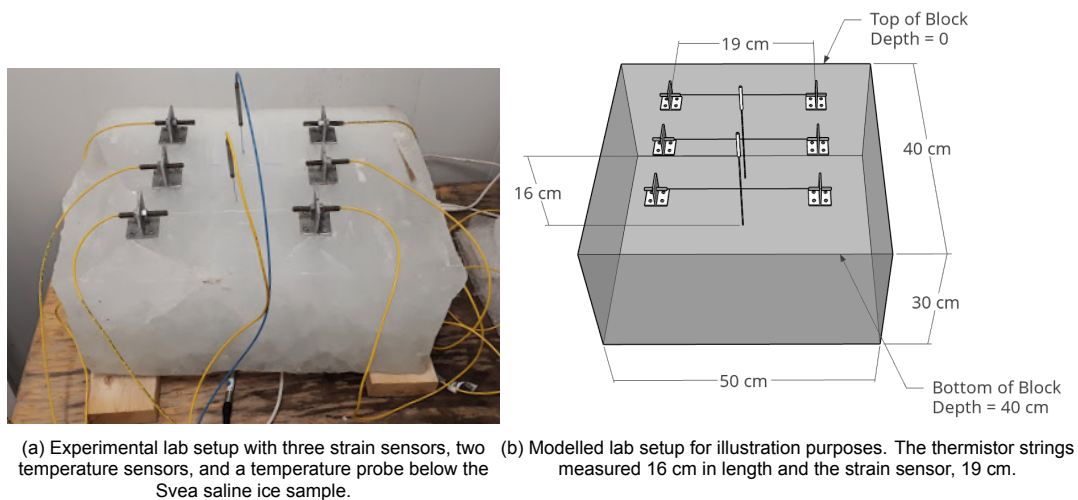 Top of Block
Depth = 0
19 cm
40 cm
16 cm
30 cm
50 cm
Bottom of Block
Depth = 40 cm
(a) Experimental lab setup with three strain sensors, two
temperature sensors, and a temperature probe below the
Svea saline ice sample.
(b) Modelled lab setup for illustration purposes. The thermistor strings
measured 16 cm in length and the strain sensor, 19 cm.